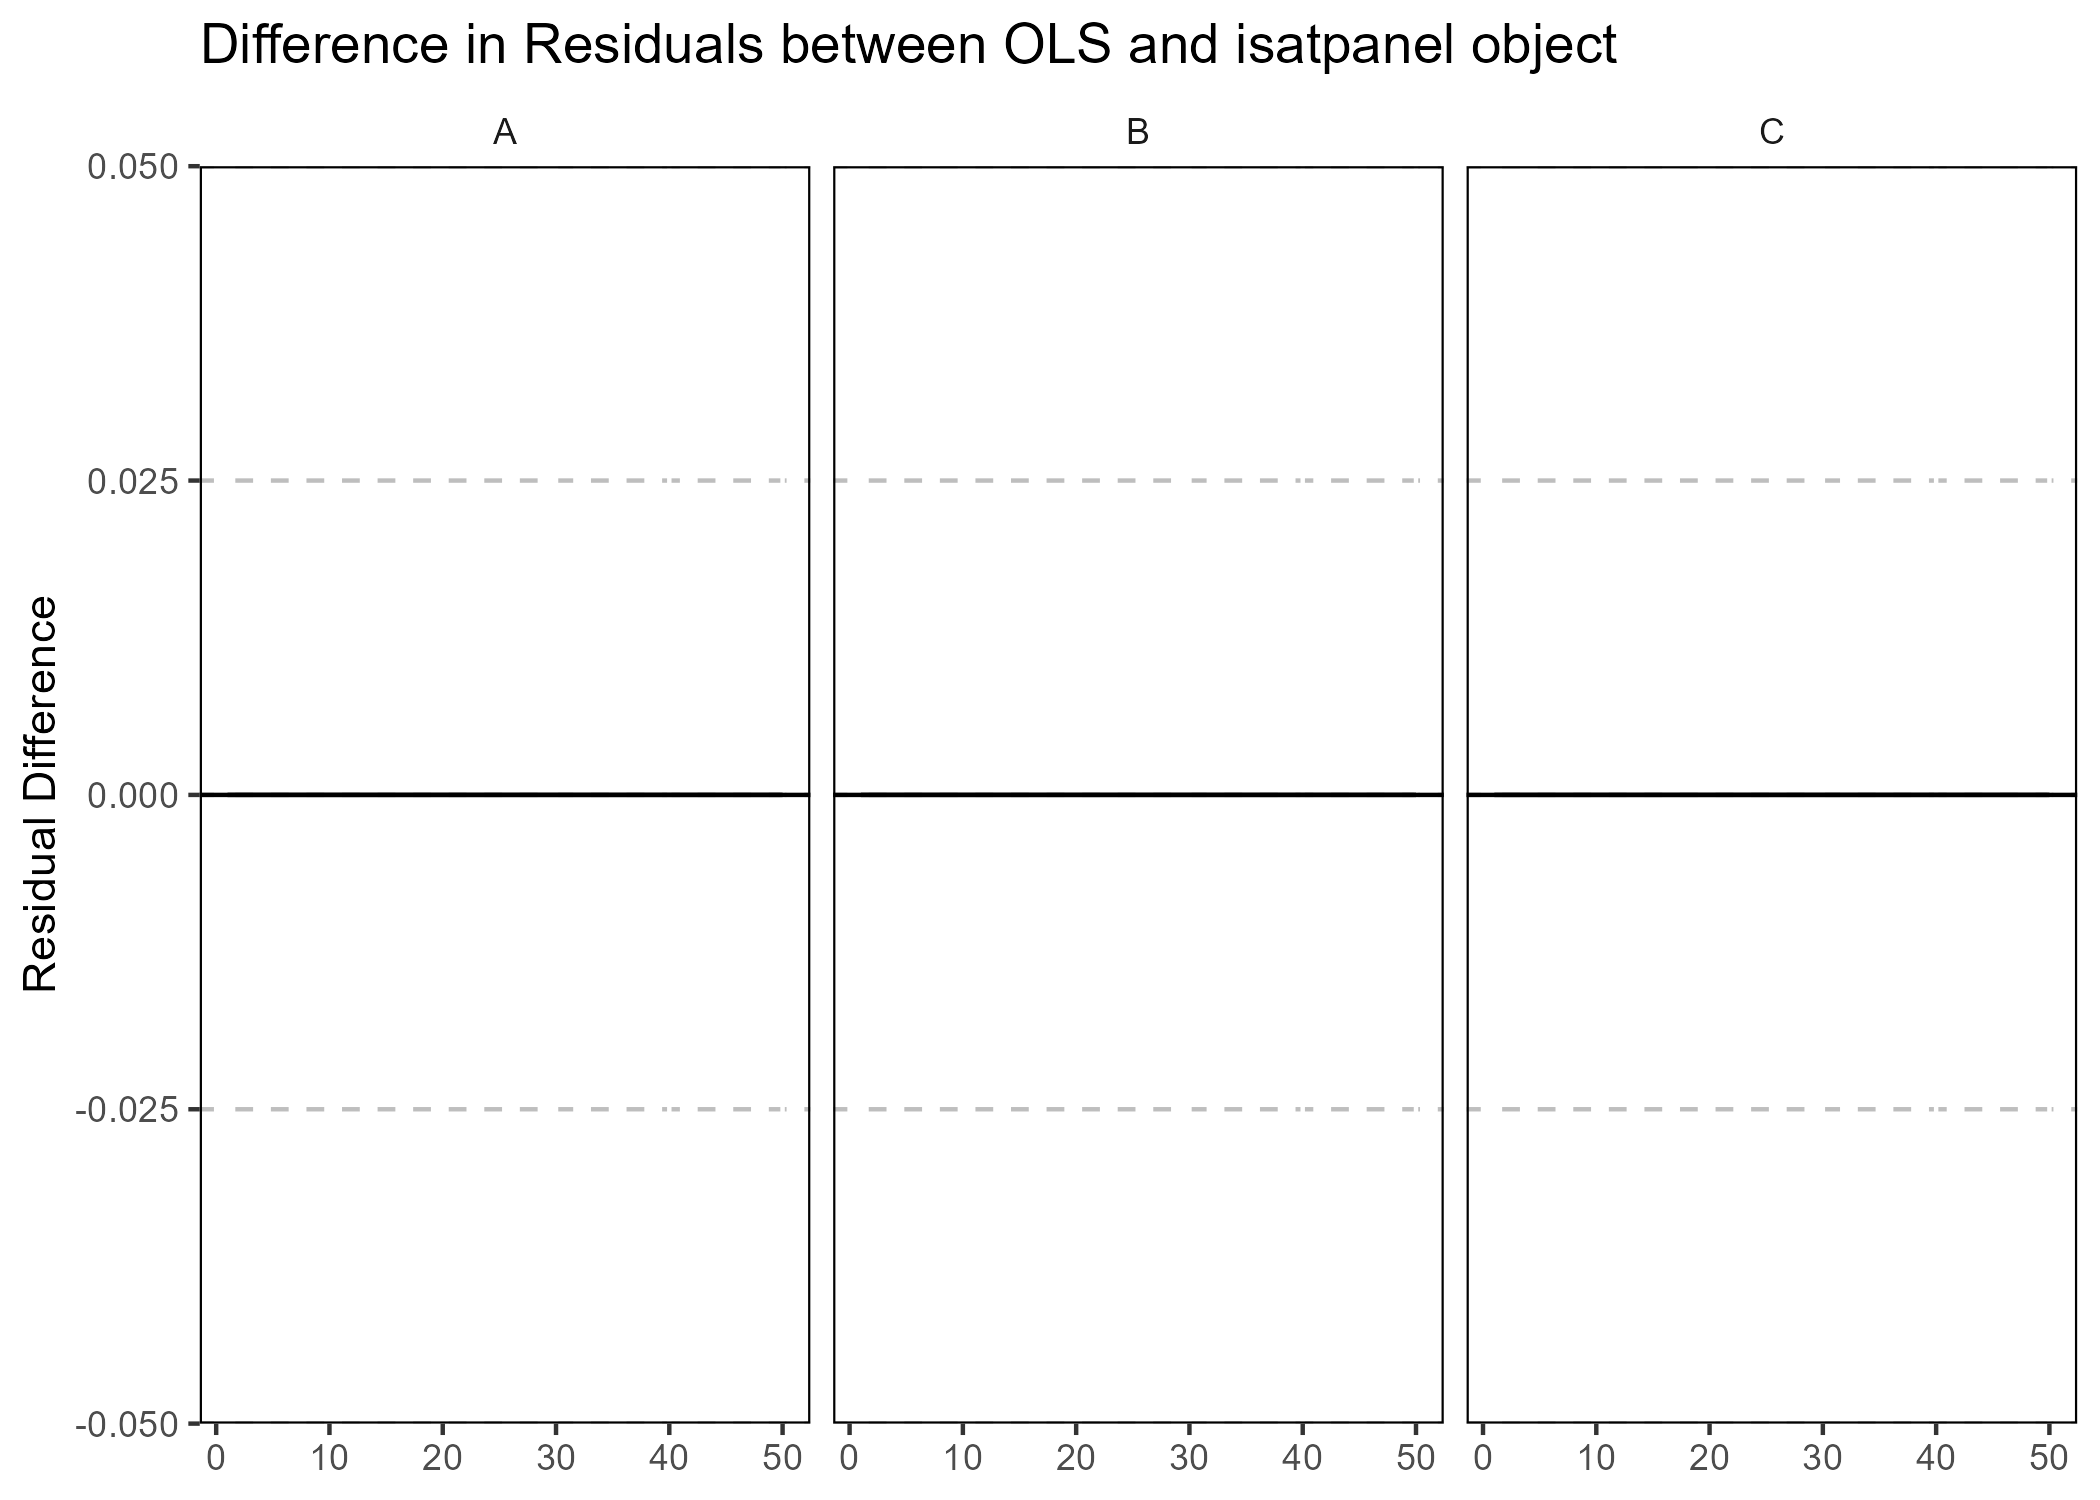 Difference in Residuals between OLS and isatpanel object
A B C
0.050
0.025
0.000
-0.025
-0.050
Residual Difference
0 10 20 30 40 50 0 10 20 30 40 50 0 10 20 30 40 50